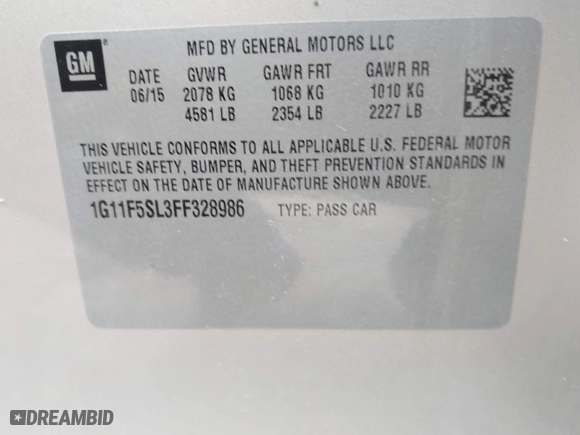 GM
MFD BY GENERAL MOTORS LLC
DATE GVWR GAWR FRT GAWR RR
06/15 2078 KG 1068 KG 1010 KG
4581 LB 2354 LB 2227 LB
THIS VEHICLE CONFORMS TO ALL APPLICABLE U.S. FEDERAL MOTOR
VEHICLE SAFETY, BUMPER, AND THEFT PREVENTION STANDARDS IN
EFFECT ON THE DATE OF MANUFACTURE SHOWN ABOVE.
1G11F5SL3FF328986 TYPE: PASS CAR
DREAMBID